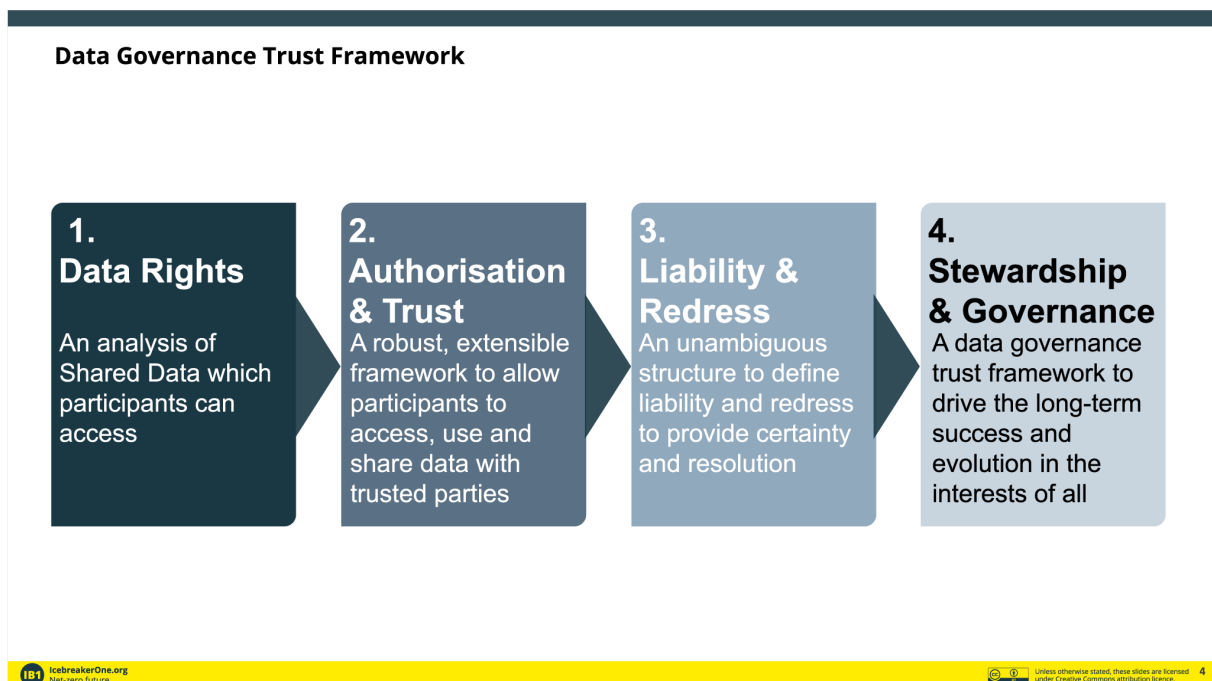 Data Governance Trust Framework
1.
Data Rights
An analysis of
Shared Data which
participants can
access
2.
Authorisation
& Trust
A robust, extensible
framework to allow
participants to
access, use and
share data with
trusted parties
3.
Liability &
Redress
An unambiguous
structure to define
liability and redress
to provide certainty
and resolution
4.
Stewardship
& Governance
A data governance
trust framework to
drive the long-term
success and
evolution in the
interests of all
IB1
IcebreakerOne.org
Net-zero future
cc
Unless otherwise stated, these slides are licensed
under Creative Commons attribution licence.
4